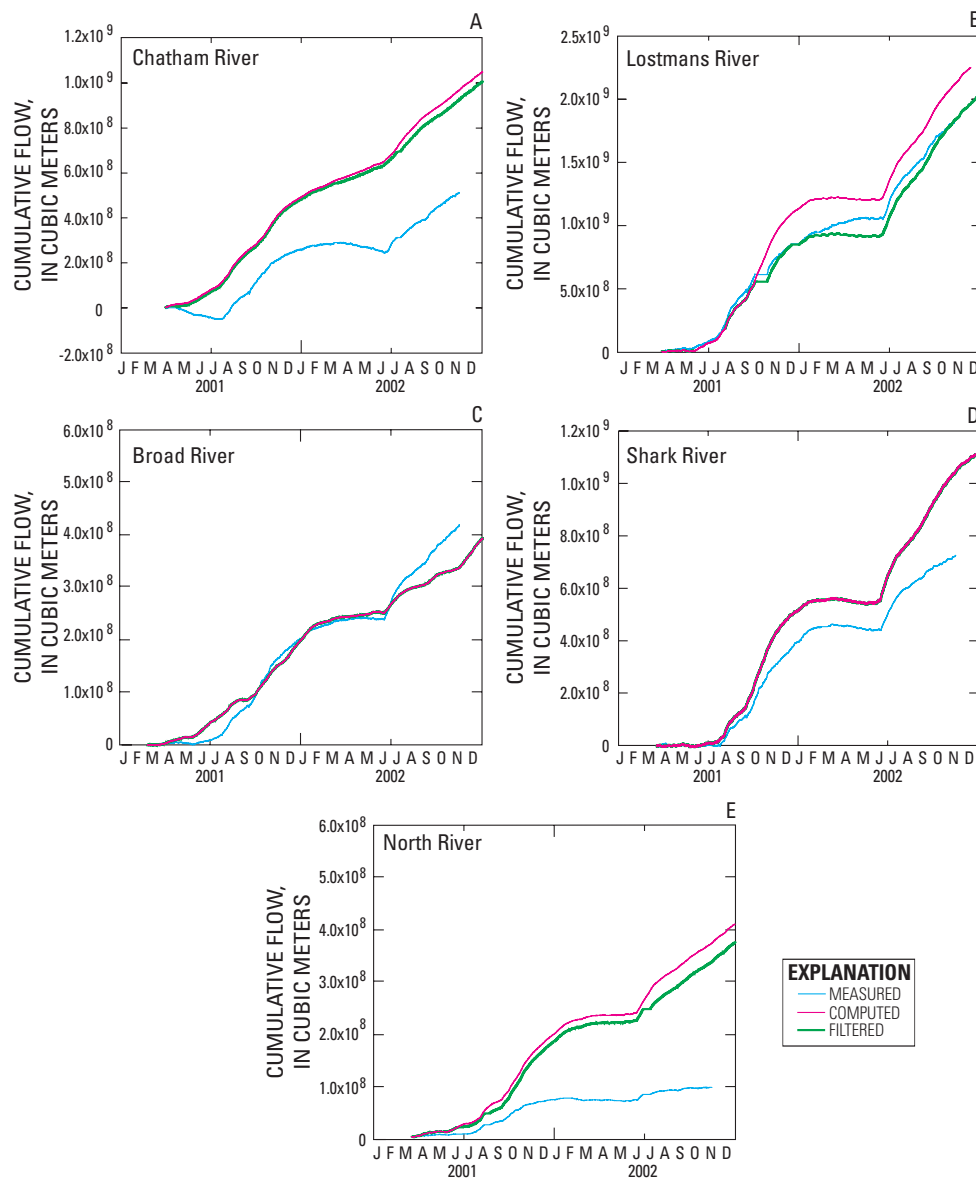 A
Chatham River
CUMULATIVE FLOW,
IN CUBIC METERS
1.2x10⁹
1.0x10⁹
8.0x10⁸
6.0x10⁸
4.0x10⁸
2.0x10⁸
0
-2.0x10⁸
J F M A M J J A S O N D J F M A M J J A S O N D
2001 2002
B
Lostmans River
CUMULATIVE FLOW,
IN CUBIC METERS
2.5x10⁹
2.0x10⁹
1.5x10⁹
1.0x10⁹
5.0x10⁸
0
J F M A M J J A S O N D J F M A M J J A S O N D
2001 2002
C
Broad River
CUMULATIVE FLOW,
IN CUBIC METERS
6.0x10⁸
5.0x10⁸
4.0x10⁸
3.0x10⁸
2.0x10⁸
1.0x10⁸
0
J F M A M J J A S O N D J F M A M J J A S O N D
2001 2002
D
Shark River
CUMULATIVE FLOW,
IN CUBIC METERS
1.2x10⁹
1.0x10⁹
8.0x10⁸
6.0x10⁸
4.0x10⁸
2.0x10⁸
0
J F M A M J J A S O N D J F M A M J J A S O N D
2001 2002
E
North River
CUMULATIVE FLOW,
IN CUBIC METERS
6.0x10⁸
5.0x10⁸
4.0x10⁸
3.0x10⁸
2.0x10⁸
1.0x10⁸
0
J F M A M J J A S O N D J F M A M J J A S O N D
2001 2002
EXPLANATION
MEASURED
COMPUTED
FILTERED